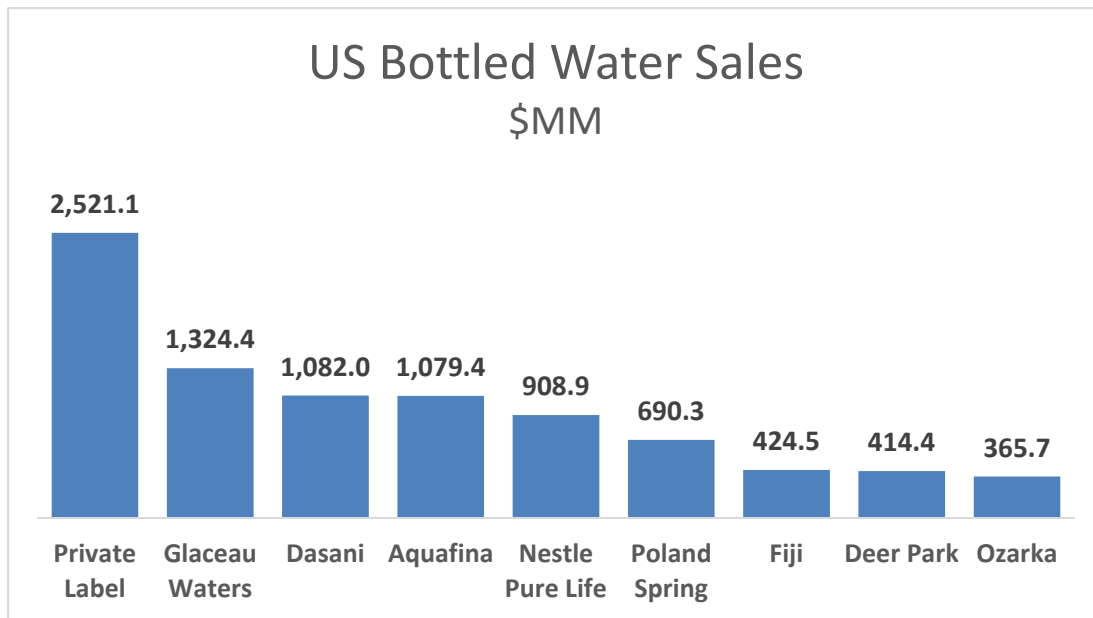 US Bottled Water Sales
$MM
2,521.1
1,324.4
1,082.0
1,079.4
908.9
690.3
424.5
414.4
365.7
Private Label
Glaceau Waters
Dasani
Aquafina
Nestle Pure Life
Poland Spring
Fiji
Deer Park
Ozarka